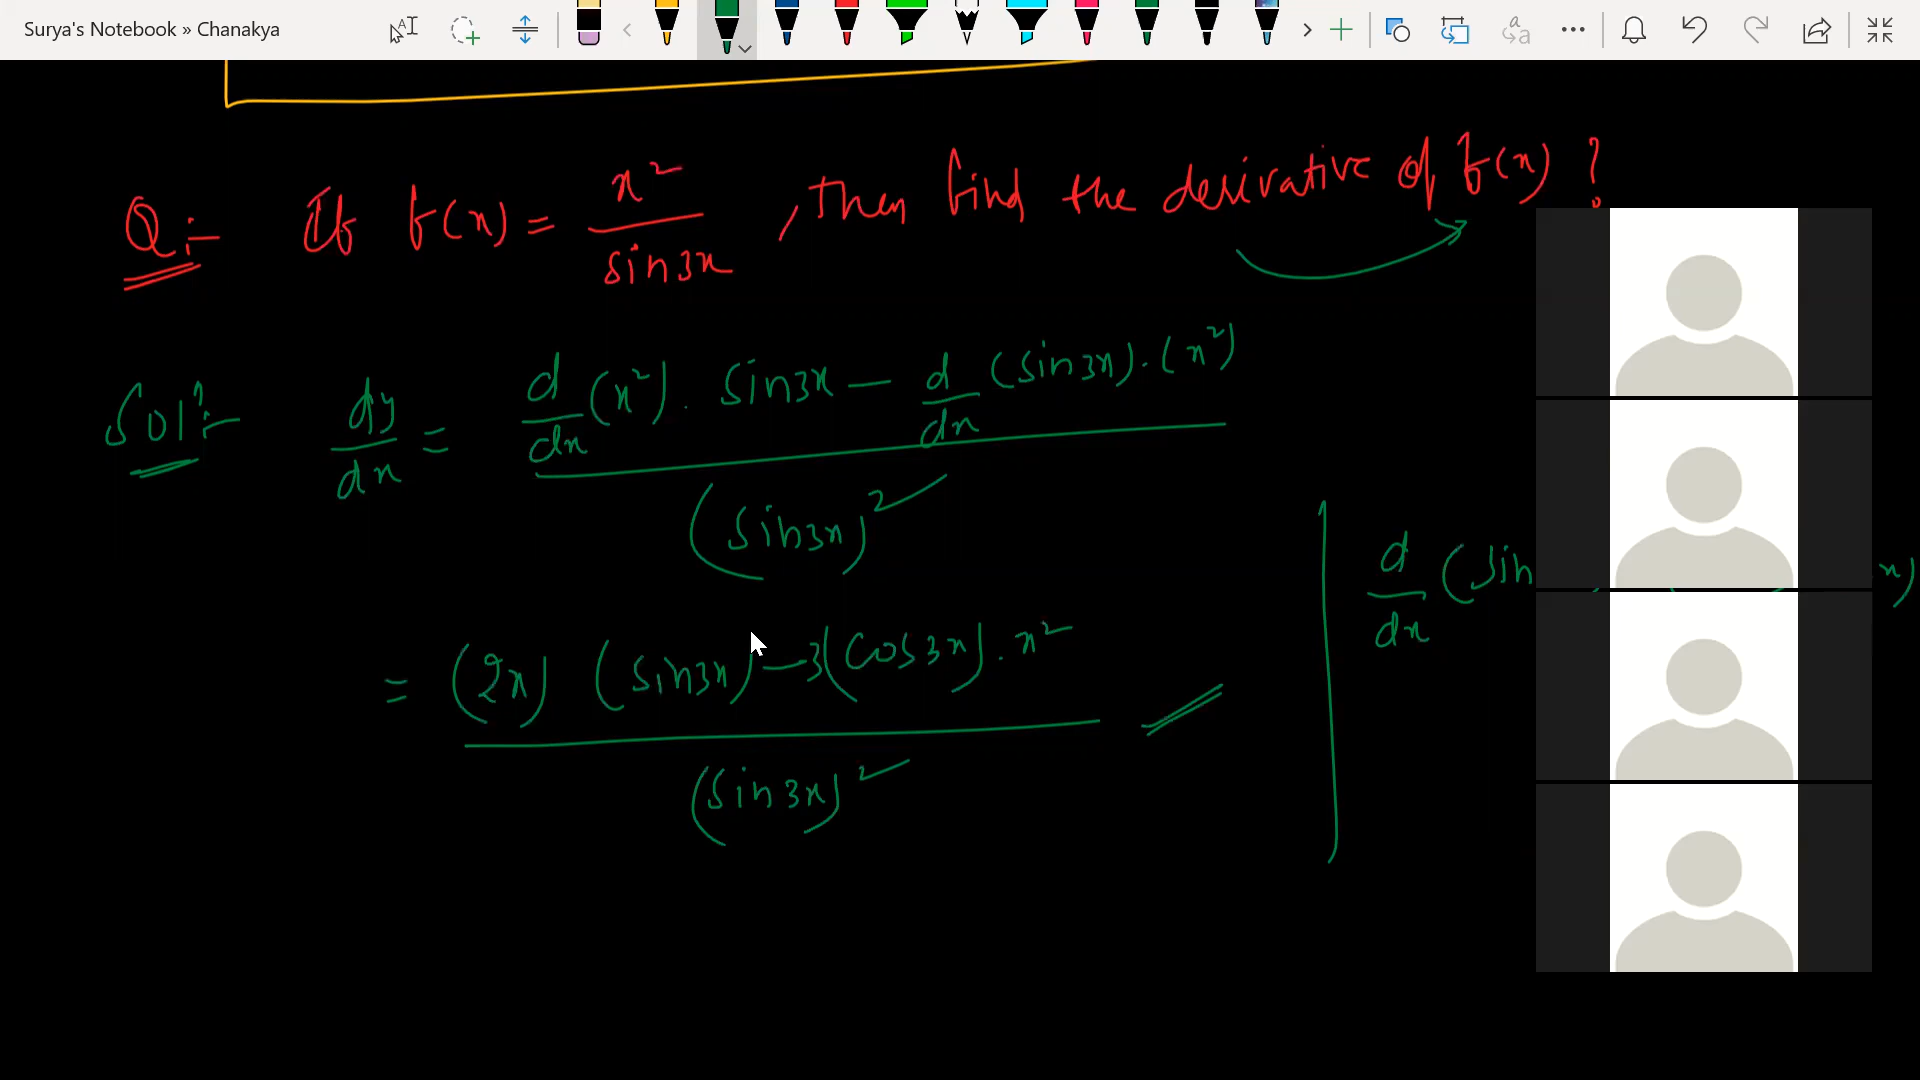 Surya's Notebook » Chanakya
Q:- If f(x) = x² / sin3x , then find the derivative of f(x) ?
Sol?:- dy/dx = d/dx (x²) . sin3x — d/dx (sin3x) . (x²)
(sin3x)²
= (2x) (sin3x) — 3(cos3x) . x²
(sin3x)²
d/dx (sin
x)